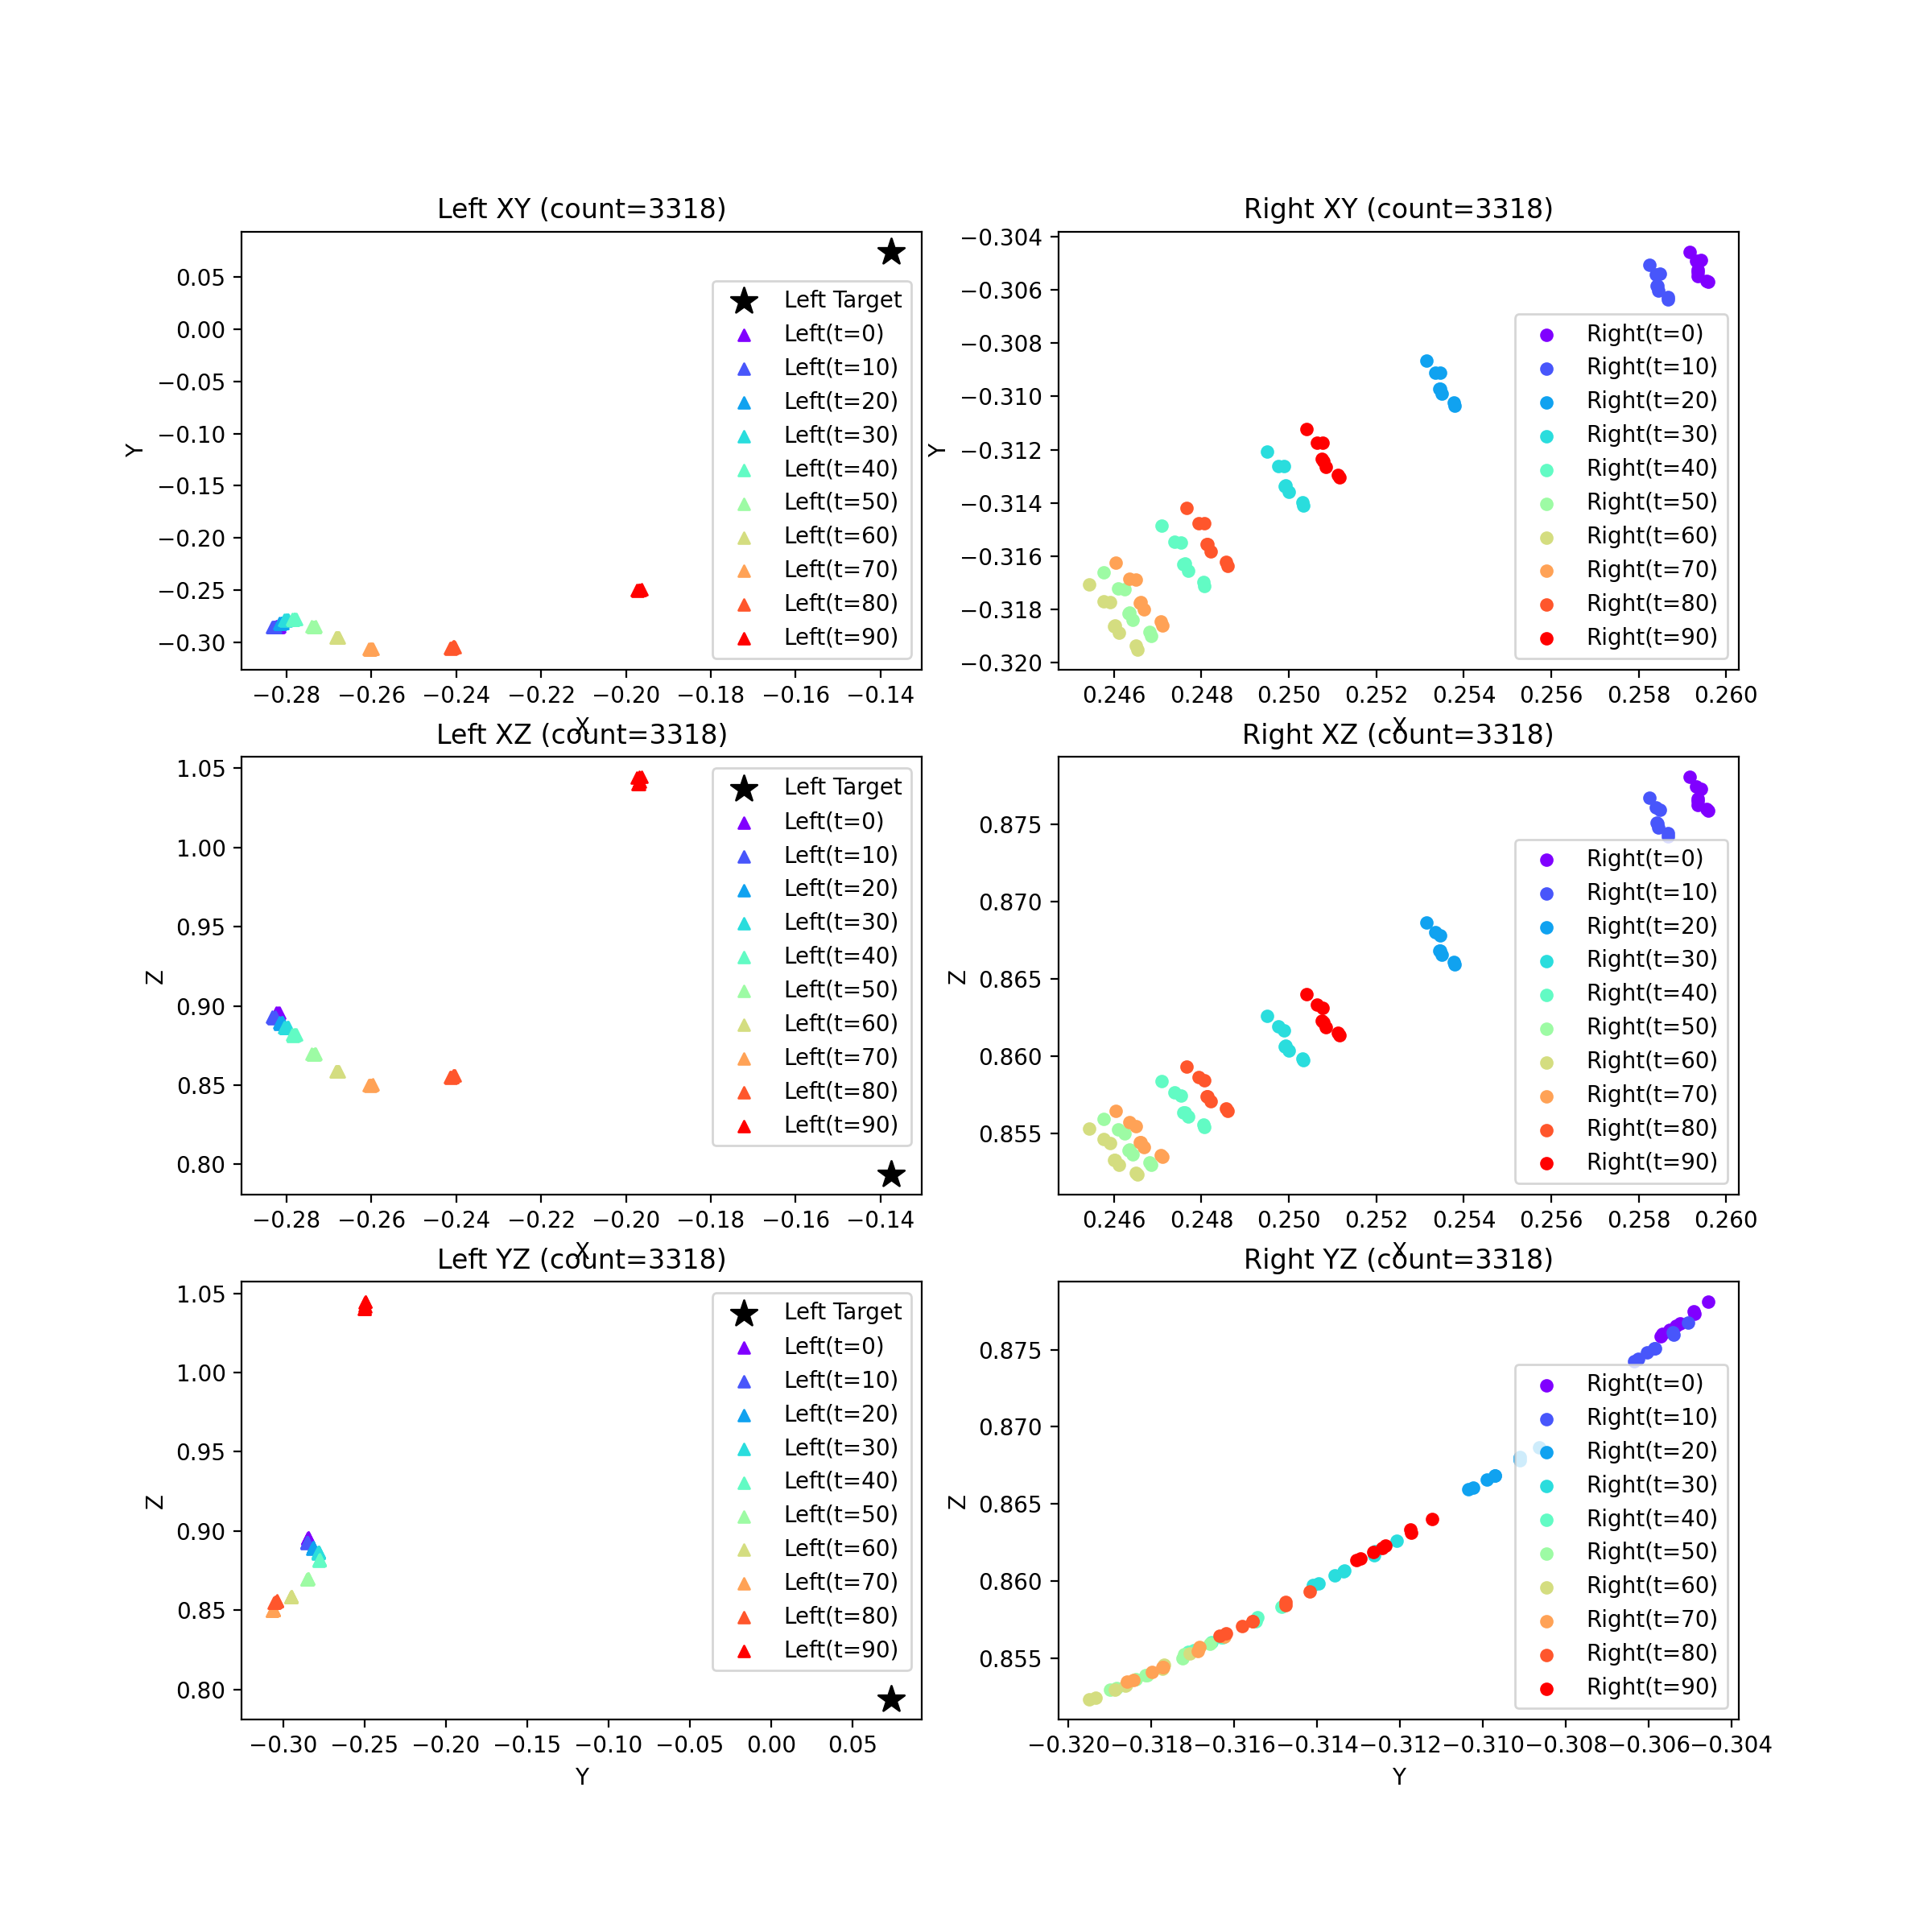 Left XY (count=3318)
0.05
0.00
−0.05
−0.10
−0.15
−0.20
−0.25
−0.30
Y
Left Target
Left(t=0)
Left(t=10)
Left(t=20)
Left(t=30)
Left(t=40)
Left(t=50)
Left(t=60)
Left(t=70)
Left(t=80)
Left(t=90)
−0.28 −0.26 −0.24 −0.22 −0.20 −0.18 −0.16 −0.14
X
Right XY (count=3318)
−0.304
−0.306
−0.308
−0.310
−0.312
−0.314
−0.316
−0.318
−0.320
Y
Right(t=0)
Right(t=10)
Right(t=20)
Right(t=30)
Right(t=40)
Right(t=50)
Right(t=60)
Right(t=70)
Right(t=80)
Right(t=90)
0.246 0.248 0.250 0.252 0.254 0.256 0.258 0.260
X
Left XZ (count=3318)
1.05
1.00
0.95
0.90
0.85
0.80
Z
Left Target
Left(t=0)
Left(t=10)
Left(t=20)
Left(t=30)
Left(t=40)
Left(t=50)
Left(t=60)
Left(t=70)
Left(t=80)
Left(t=90)
−0.28 −0.26 −0.24 −0.22 −0.20 −0.18 −0.16 −0.14
X
Right XZ (count=3318)
0.875
0.870
0.865
0.860
0.855
Z
Right(t=0)
Right(t=10)
Right(t=20)
Right(t=30)
Right(t=40)
Right(t=50)
Right(t=60)
Right(t=70)
Right(t=80)
Right(t=90)
0.246 0.248 0.250 0.252 0.254 0.256 0.258 0.260
X
Left YZ (count=3318)
1.05
1.00
0.95
0.90
0.85
0.80
Z
Left Target
Left(t=0)
Left(t=10)
Left(t=20)
Left(t=30)
Left(t=40)
Left(t=50)
Left(t=60)
Left(t=70)
Left(t=80)
Left(t=90)
−0.30 −0.25 −0.20 −0.15 −0.10 −0.05 0.00 0.05
Y
Right YZ (count=3318)
0.875
0.870
0.865
0.860
0.855
Z
Right(t=0)
Right(t=10)
Right(t=20)
Right(t=30)
Right(t=40)
Right(t=50)
Right(t=60)
Right(t=70)
Right(t=80)
Right(t=90)
−0.320 −0.318 −0.316 −0.314 −0.312 −0.310 −0.308 −0.306 −0.304
Y